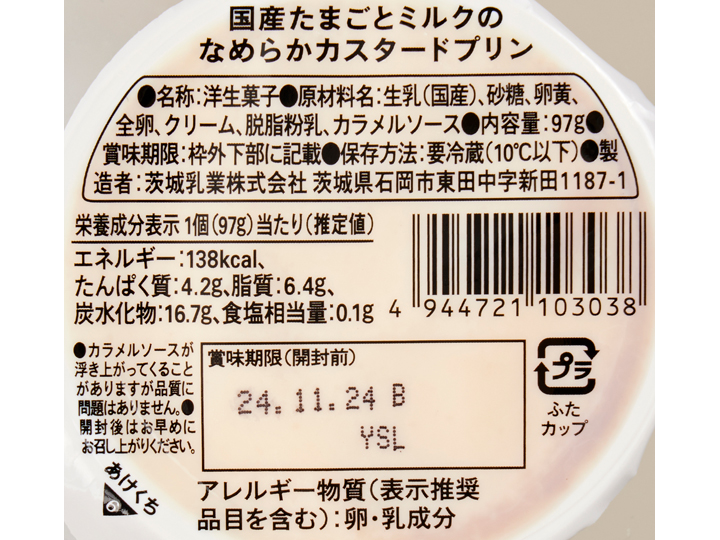 国産たまごとミルクの
なめらかカスタードプリン
●名称:洋生菓子●原材料名:生乳(国産)、砂糖、卵黄、
全卵、クリーム、脱脂粉乳、カラメルソース●内容量:97g●
賞味期限:枠外下部に記載●保存方法:要冷蔵(10℃以下)●製
造者:茨城乳業株式会社 茨城県石岡市東田中字新田1187-1
栄養成分表示 1個(97g)当たり(推定値)
エネルギー:138kcal、
たんぱく質:4.2g、脂質:6.4g、
炭水化物:16.7g、食塩相当量:0.1g
4 944721 103038
●カラメルソースが
浮き上がってくること
がありますが品質に
問題はありません。●
開封後はお早めに
お召し上がりください。
賞味期限(開封前)
24.11.24 B
YSL
プラ
ふた
カップ
あけくち
アレルギー物質(表示推奨
品目を含む):卵・乳成分